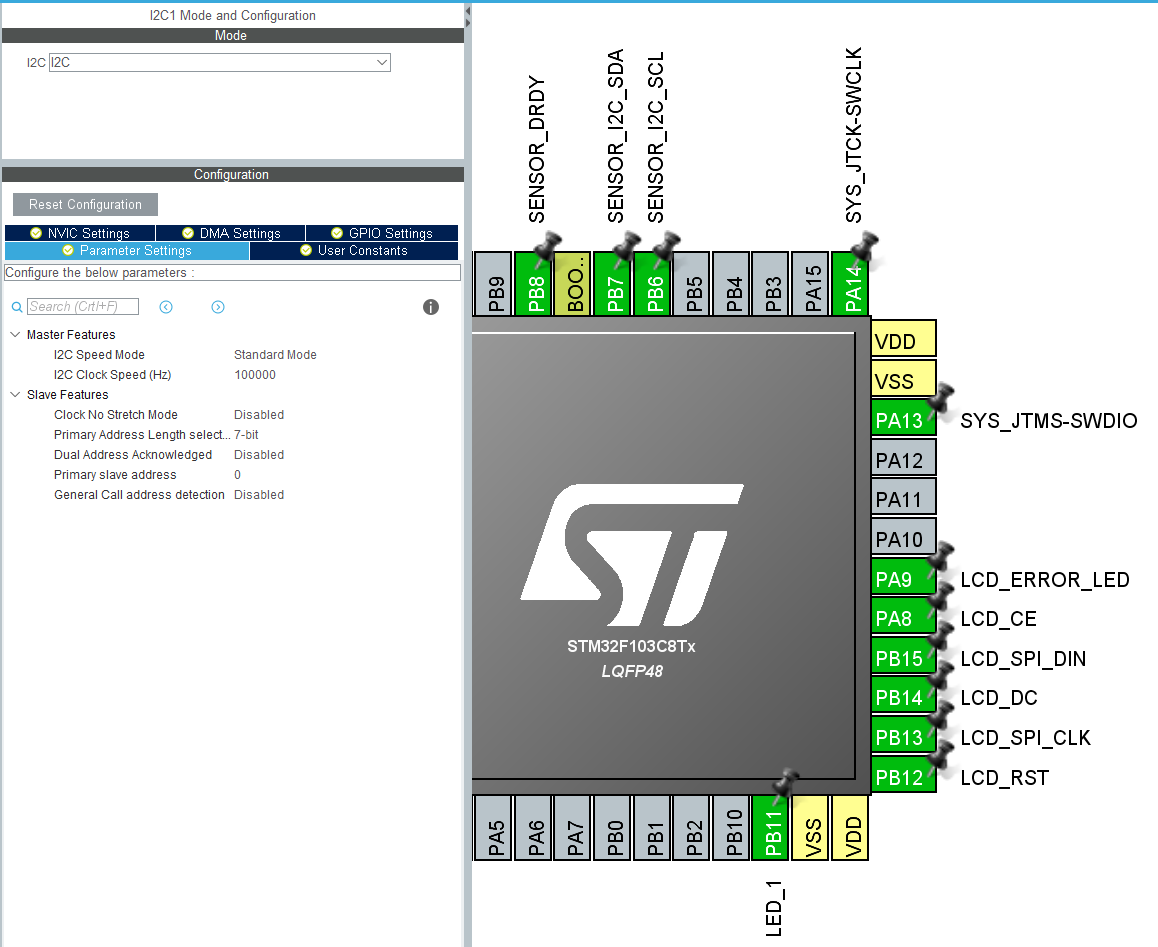 I2C1 Mode and Configuration
Mode
I2C I2C
Configuration
Reset Configuration
NVIC Settings DMA Settings GPIO Settings
Parameter Settings User Constants
Configure the below parameters :
Search (CrtI+F)
Master Features
I2C Speed Mode Standard Mode
I2C Clock Speed (Hz) 100000
Slave Features
Clock No Stretch Mode Disabled
Primary Address Length select... 7-bit
Dual Address Acknowledged Disabled
Primary slave address 0
General Call address detection Disabled
SENSOR_DRDY
SENSOR_I2C_SDA
SENSOR_I2C_SCL
SYS_JTCK-SWCLK
PB9
PB8
BOO..
PB7
PB6
PB5
PB4
PB3
PA15
PA14
VDD
VSS
PA13 SYS_JTMS-SWDIO
PA12
PA11
PA10
PA9 LCD_ERROR_LED
PA8 LCD_CE
PB15 LCD_SPI_DIN
PB14 LCD_DC
PB13 LCD_SPI_CLK
PB12 LCD_RST
ST
STM32F103C8Tx
LQFP48
PA5
PA6
PA7
PB0
PB1
PB2
PB10
PB11
VSS
VDD
LED_1